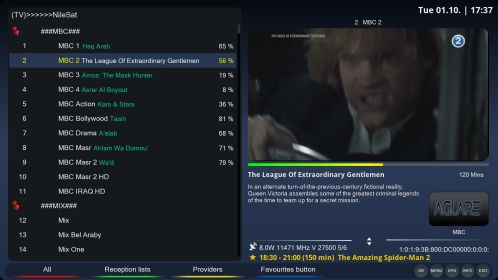 (TV)>>>>>>NileSat
Tue 01.10. | 17:37
###MBC###
1 MBC 1 Haq Arab 65 %
2 MBC 2 The League Of Extraordinary Gentlemen 56 %
3 MBC 3 Amos: The Mask Hunter 19 %
4 MBC 4 Asrar Al Boyout 8 %
5 MBC Action Kars & Stars 36 %
6 MBC Bollywood Taish 81 %
7 MBC Drama A'elati 68 %
8 MBC Masr Ahlam Wa Domou' 71 %
9 MBC Masr 2 Wa'd 79 %
10 MBC Masr 2 HD
11 MBC IRAQ HD
###MIX###
12 Mix
13 Mix Bel Araby
14 Mix One
All
Reception lists
Providers
Favourites button
2 MBC 2
THE LEAGUE OF EXTRAORDINARY GENTLEMEN
2
The League Of Extraordinary Gentlemen 120 Mins
In an alternate turn-of-the-previous-century fictional reality,
Queen Victoria assembles some of the greatest criminal legends
of the time to team up for a secret mission.
MBC
8.0W 11471 MHz V 27500 5/6
1:0:1:9:3B:800:DC00000:0:0:0:
18:30 - 21:00 (150 min) The Amazing Spider-Man 2
OK MENU EPG INFO EXIT